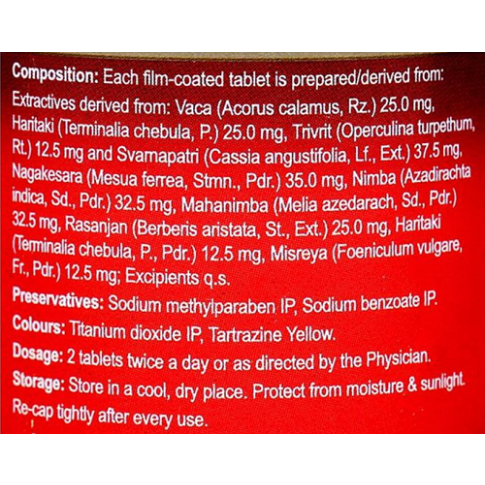 Composition: Each film-coated tablet is prepared/derived from:
Extractives derived from: Vaca (Acorus calamus, Rz.) 25.0 mg,
Haritaki (Terminalia chebula, P.) 25.0 mg, Trivrit (Operculina turpethum,
Rt.) 12.5 mg and Svarnapatri (Cassia angustifolia, Lf., Ext.) 37.5 mg,
Nagakesara (Mesua ferrea, Stmn., Pdr.) 35.0 mg, Nimba (Azadirachta
indica, Sd., Pdr.) 32.5 mg, Mahanimba (Melia azedarach, Sd., Pdr.)
32.5 mg, Rasanjan (Berberis aristata, St., Ext.) 25.0 mg, Haritaki
(Terminalia chebula, P., Pdr.) 12.5 mg, Misreya (Foeniculum vulgare,
Fr., Pdr.) 12.5 mg; Excipients q.s.
Preservatives: Sodium methylparaben IP, Sodium benzoate IP.
Colours: Titanium dioxide IP, Tartrazine Yellow.
Dosage: 2 tablets twice a day or as directed by the Physician.
Storage: Store in a cool, dry place. Protect from moisture & sunlight.
Re-cap tightly after every use.